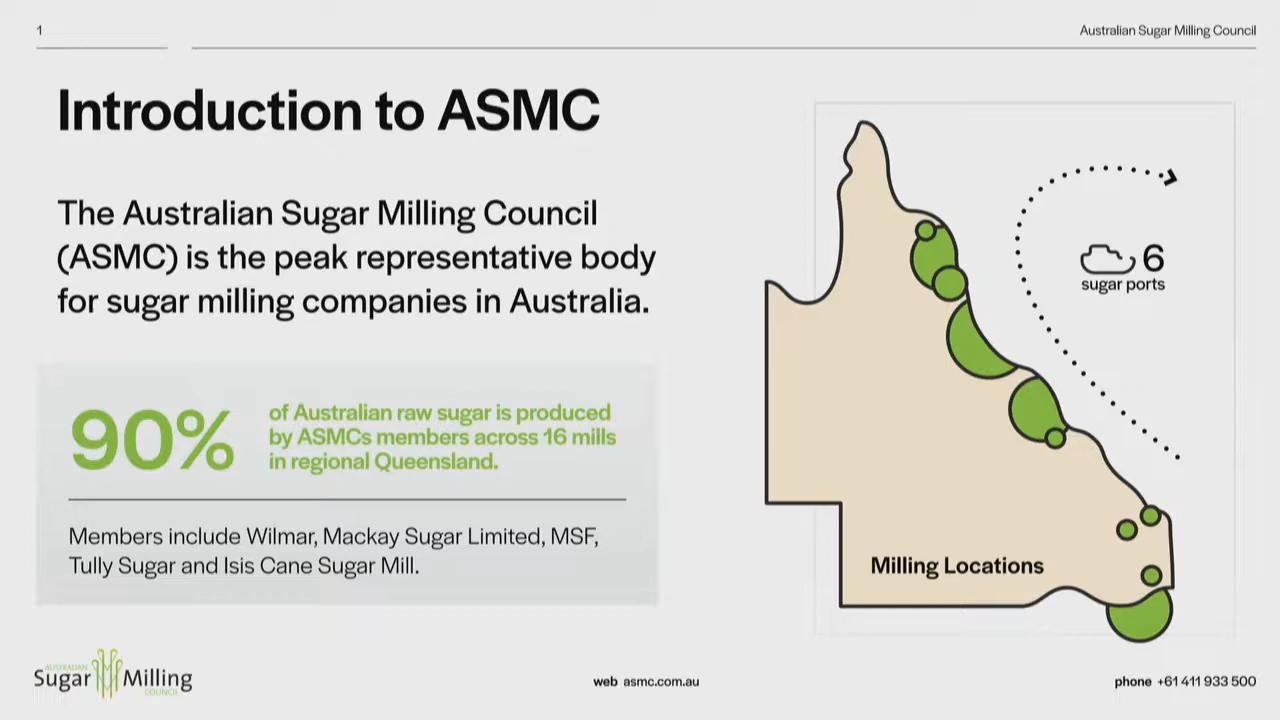 1
Australian Sugar Milling Council
Introduction to ASMC
The Australian Sugar Milling Council
(ASMC) is the peak representative body
for sugar milling companies in Australia.
90%
of Australian raw sugar is produced
by ASMCs members across 16 mills
in regional Queensland.
Members include Wilmar, Mackay Sugar Limited, MSF,
Tully Sugar and Isis Cane Sugar Mill.
6
sugar ports
Milling Locations
AUSTRALIAN
Sugar Milling
COUNCIL
web asmc.com.au
phone +61 411 933 500